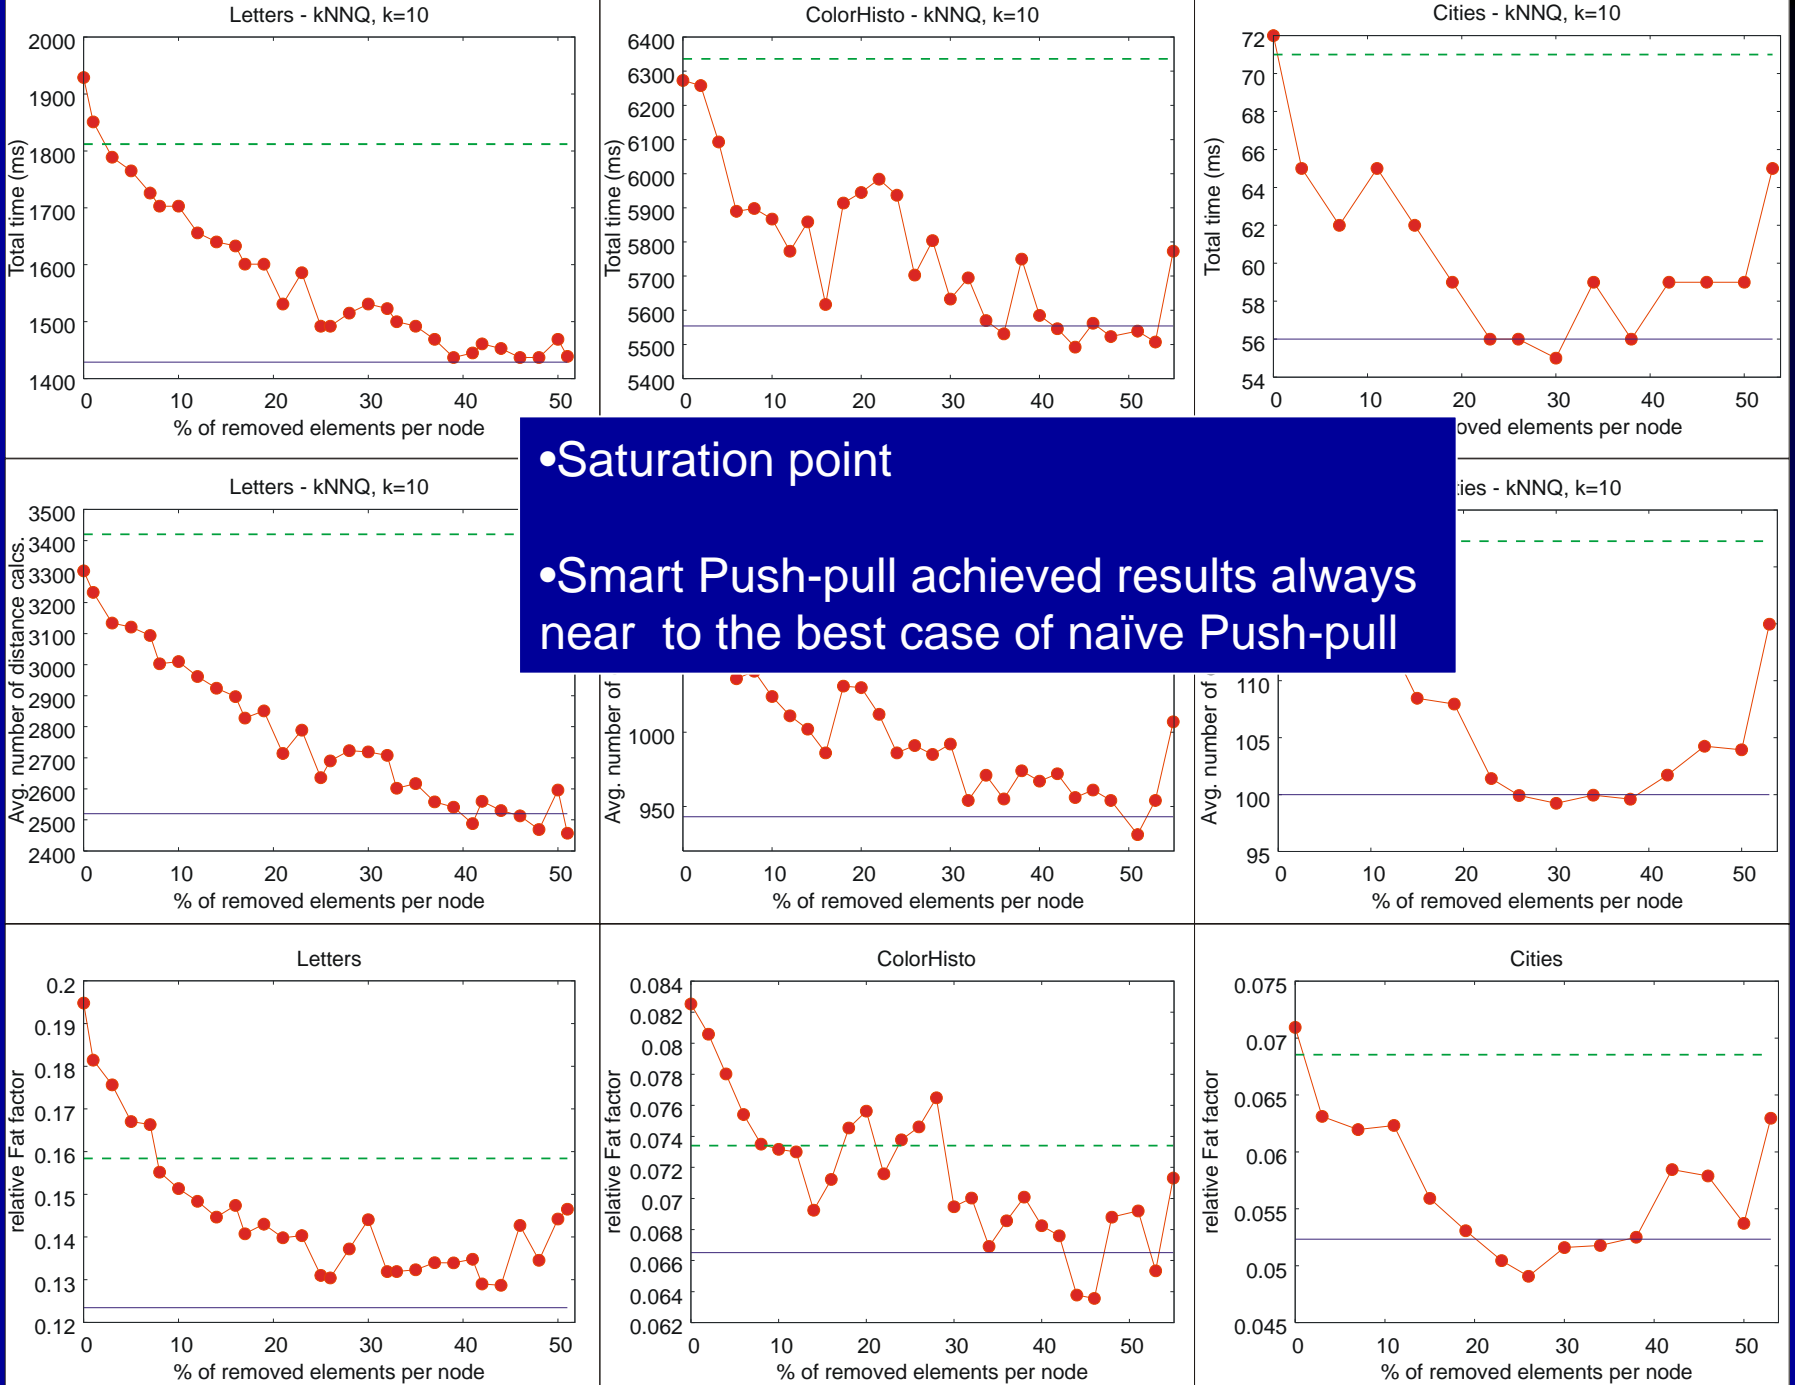 Letters - kNNQ, k=10
2000
1900
1800
1700
1600
1500
1400
Total time (ms)
0 10 20 30 40 50
% of removed elements per node
ColorHisto - kNNQ, k=10
6400
6300
6200
6100
6000
5900
5800
5700
5600
5500
5400
Total time (ms)
0 10 20 30 40 50
Cities - kNNQ, k=10
72
70
68
66
64
62
60
58
56
54
Total time (ms)
0 10 20 30 40 50
elements per node
•Saturation point
•Smart Push-pull achieved results always
near to the best case of naïve Push-pull
Letters - kNNQ, k=10
3500
3400
3300
3200
3100
3000
2900
2800
2700
2600
2500
2400
Avg. number of distance calcs.
0 10 20 30 40 50
% of removed elements per node
1000
950
Avg. number of
0 10 20 30 40 50
% of removed elements per node
- kNNQ, k=10
110
105
100
95
Avg. number of
0 10 20 30 40 50
% of removed elements per node
Letters
0.2
0.19
0.18
0.17
0.16
0.15
0.14
0.13
0.12
relative Fat factor
0 10 20 30 40 50
% of removed elements per node
ColorHisto
0.084
0.082
0.08
0.078
0.076
0.074
0.072
0.07
0.068
0.066
0.064
0.062
relative Fat factor
0 10 20 30 40 50
% of removed elements per node
Cities
0.075
0.07
0.065
0.06
0.055
0.05
0.045
relative Fat factor
0 10 20 30 40 50
% of removed elements per node